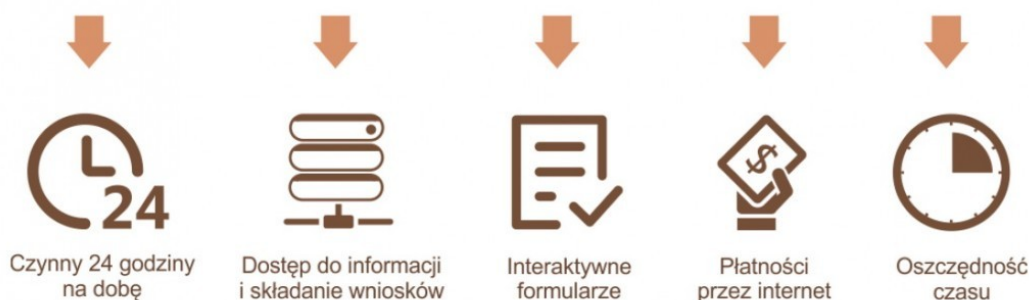 24
Czynny 24 godziny
na dobę
Dostęp do informacji
i składanie wniosków
Interaktywne
formularze
$
Płatności
przez internet
Oszczędność
czasu